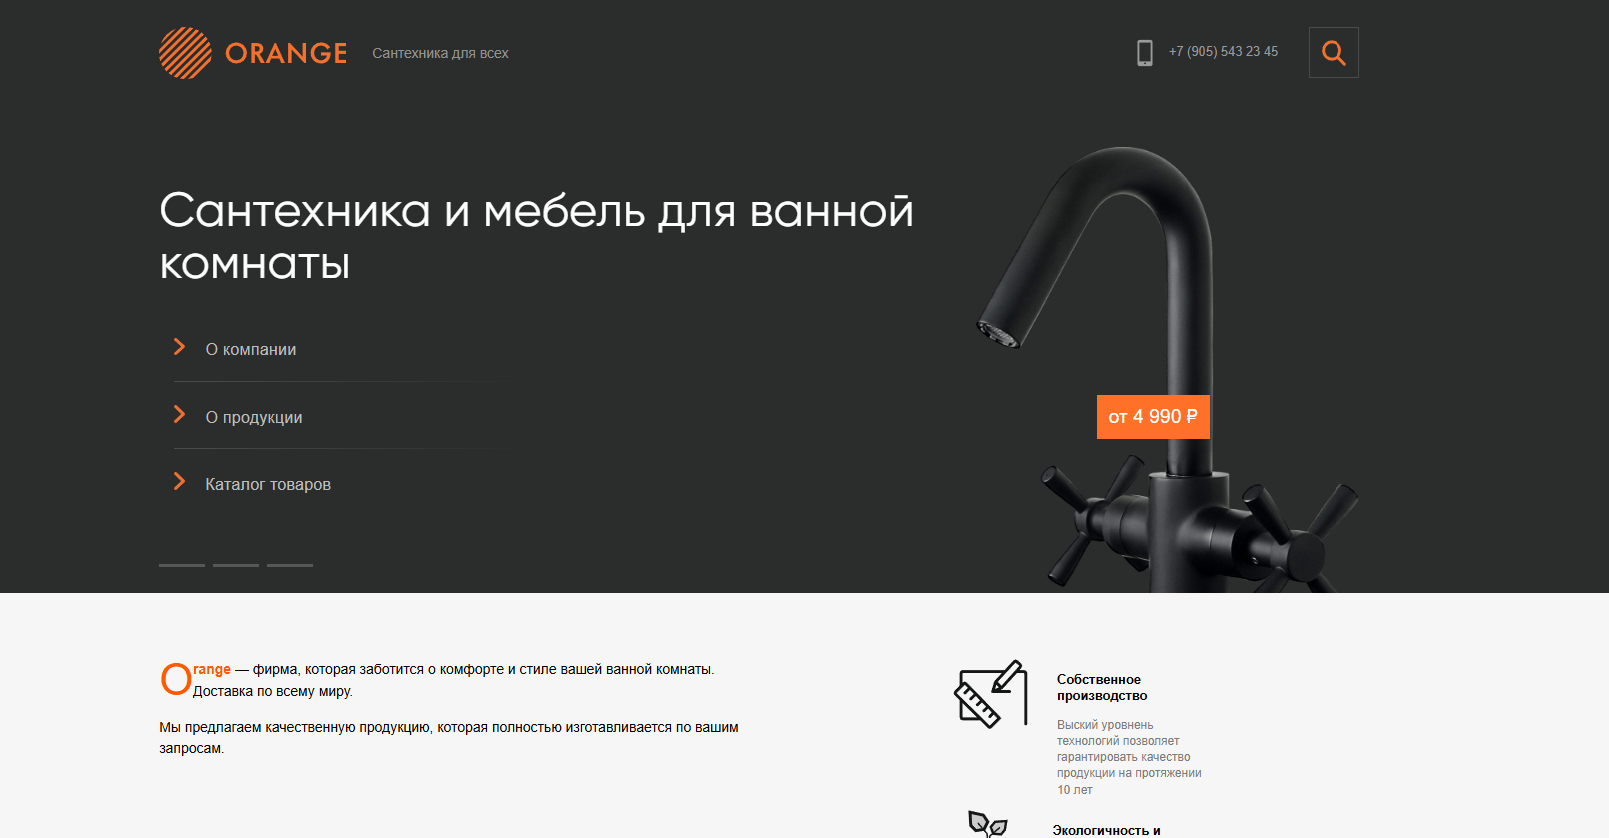 ORANGE
Сантехника для всех
+7 (905) 543 23 45
Сантехника и мебель для ванной
комнаты
О компании
О продукции
Каталог товаров
от 4 990 ₽
Orange — фирма, которая заботится о комфорте и стиле вашей ванной комнаты.
Доставка по всему миру.
Мы предлагаем качественную продукцию, которая полностью изготавливается по вашим
запросам.
Собственное
производство
Выский уровнень
технологий позволяет
гарантировать качество
продукции на протяжении
10 лет
Экологичность и